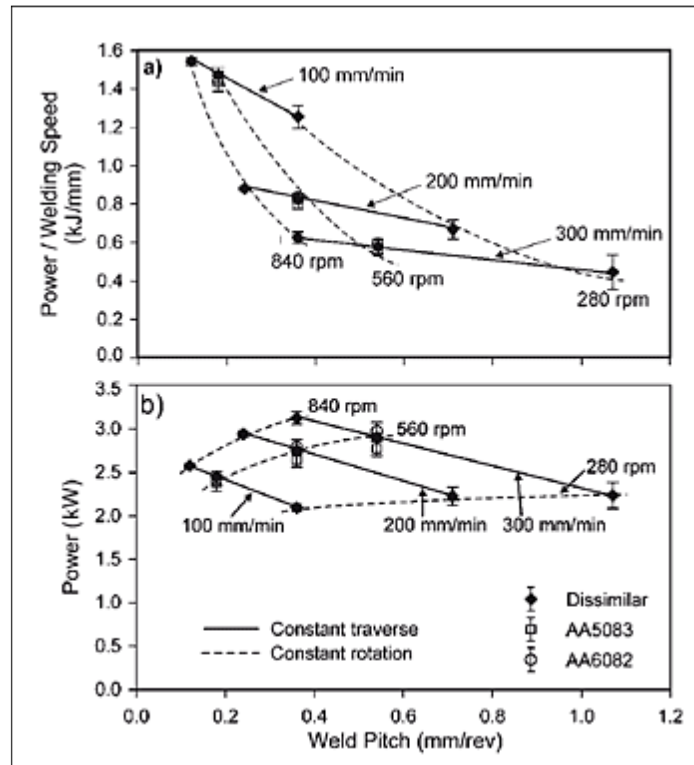 a)
1.6
1.4
1.2
1.0
0.8
0.6
0.4
0.2
0.0
Power / Welding Speed
(kJ/mm)
100 mm/min
200 mm/min
300 mm/min
840 rpm
560 rpm
280 rpm
b)
3.5
3.0
2.5
2.0
1.5
1.0
0.5
0.0
Power (kW)
840 rpm
560 rpm
280 rpm
100 mm/min
200 mm/min
300 mm/min
Constant traverse
Constant rotation
Dissimilar
AA5083
AA6082
0.0 0.2 0.4 0.6 0.8 1.0 1.2
Weld Pitch (mm/rev)